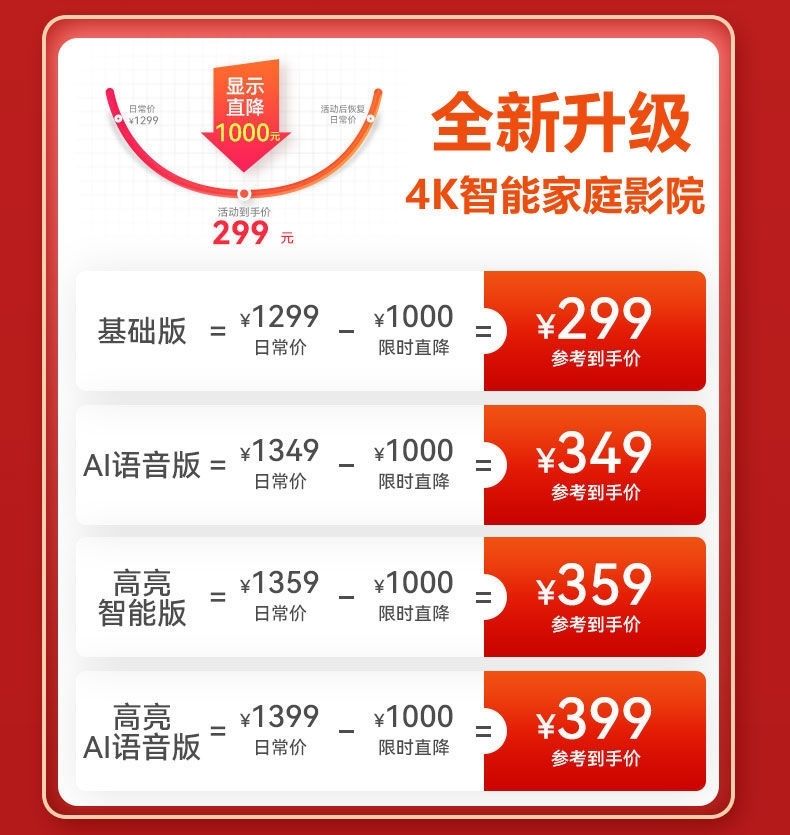 日常价
¥1299
显示
直降
1000元
活动后恢复
日常价
活动到手价
299 元
全新升级
4K智能家庭影院
基础版 = ¥1299 - ¥1000 = ¥299
日常价 限时直降 参考到手价
AI语音版 = ¥1349 - ¥1000 = ¥349
日常价 限时直降 参考到手价
高亮
智能版 = ¥1359 - ¥1000 = ¥359
日常价 限时直降 参考到手价
高亮
AI语音版 = ¥1399 - ¥1000 = ¥399
日常价 限时直降 参考到手价